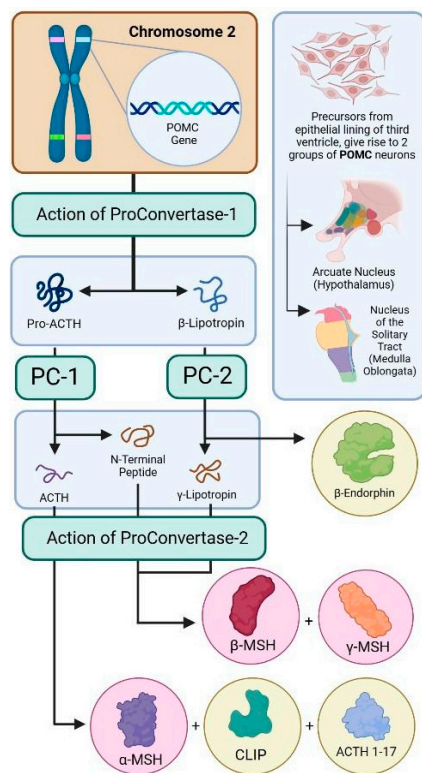 Chromosome 2
POMC
Gene
Precursors from
epithelial lining of third
ventricle, give rise to 2
groups of POMC neurons
Arcuate Nucleus
(Hypothalamus)
Nucleus
of the
Solitary
Tract
(Medulla
Oblongata)
Action of ProConvertase-1
Pro-ACTH
β-Lipotropin
PC-1
PC-2
N-Terminal
Peptide
ACTH
γ-Lipotropin
β-Endorphin
Action of ProConvertase-2
β-MSH
+
γ-MSH
α-MSH
+
CLIP
+
ACTH 1-17